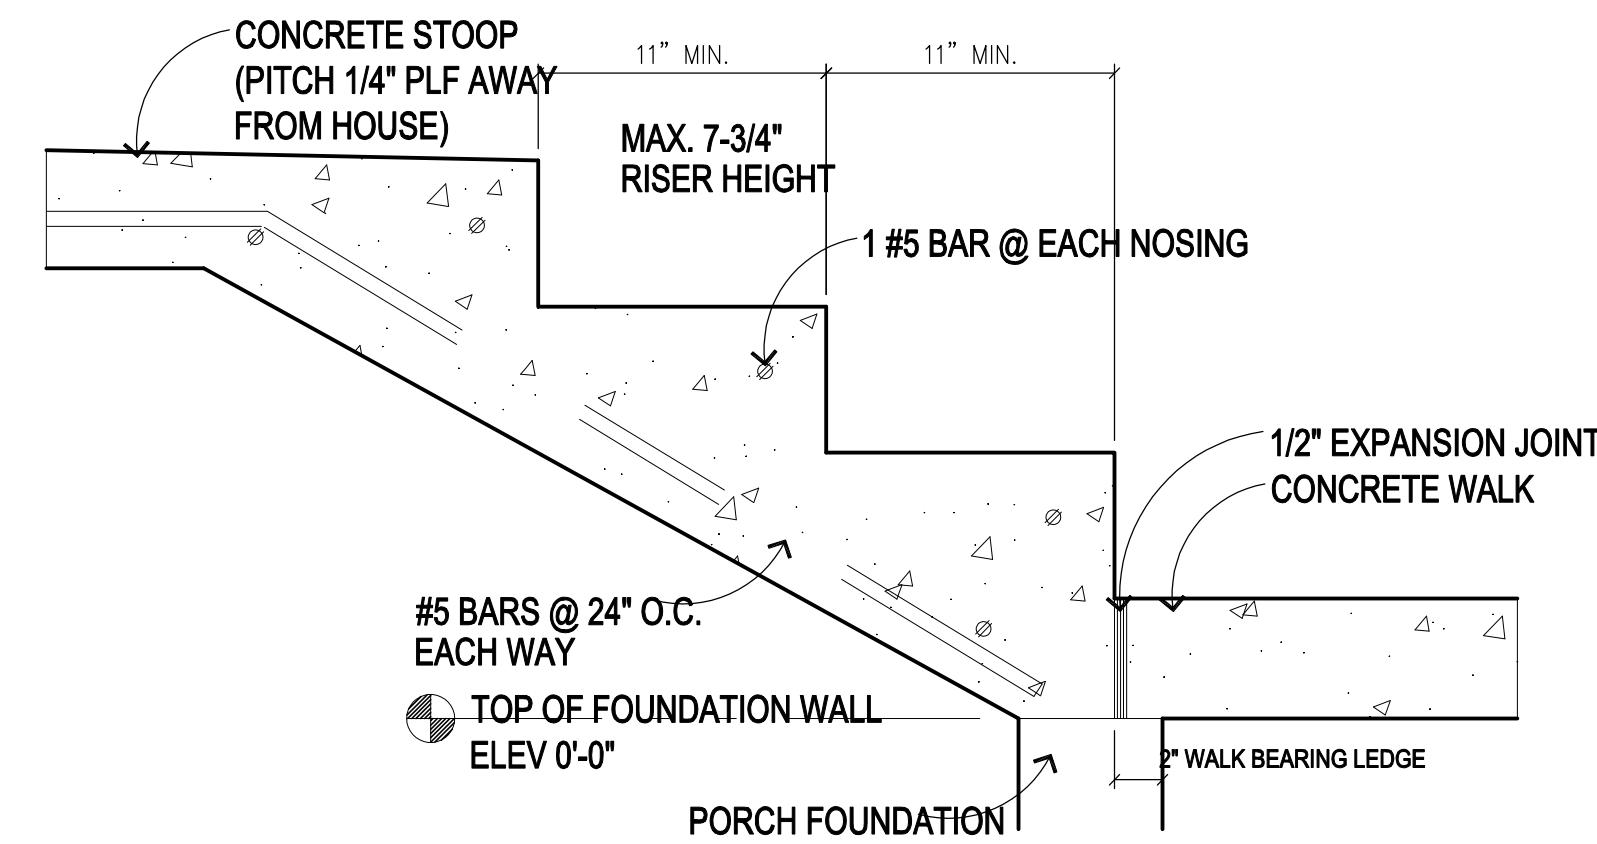 CONCRETE STOOP
(PITCH 1/4" PLF AWAY
FROM HOUSE)
11” MIN.
11” MIN.
MAX. 7-3/4"
RISER HEIGHT
1 #5 BAR @ EACH NOSING
1/2" EXPANSION JOINT
CONCRETE WALK
#5 BARS @ 24" O.C.
EACH WAY
TOP OF FOUNDATION WALL
ELEV 0'-0"
2" WALK BEARING LEDGE
PORCH FOUNDATION